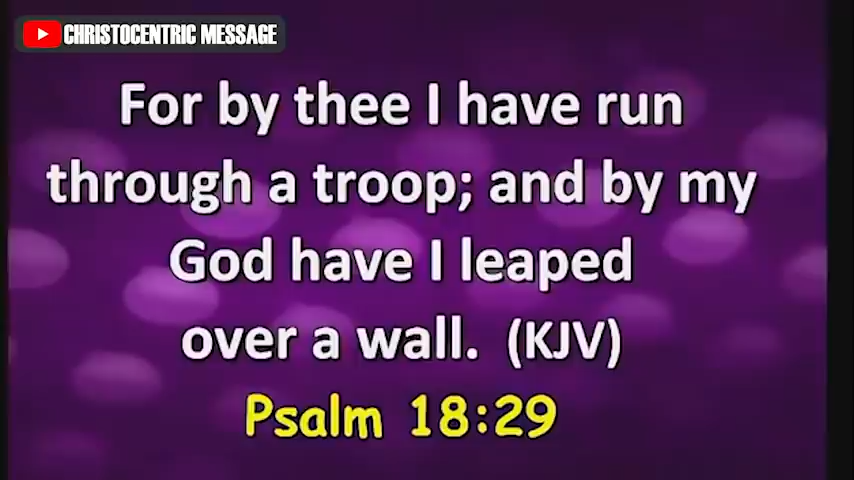 CHRISTOCENTRIC MESSAGE
For by thee I have run
through a troop; and by my
God have I leaped
over a wall. (KJV)
Psalm 18:29